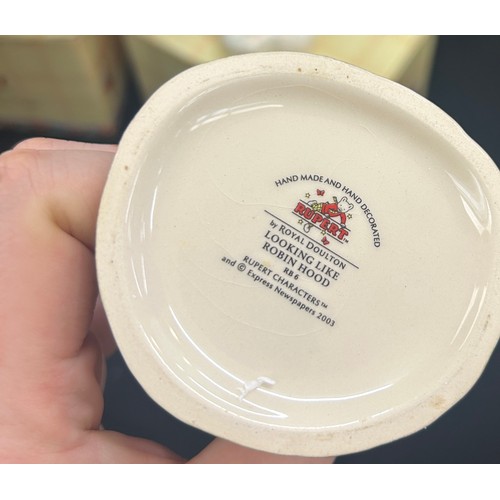 HAND MADE AND HAND DECORATED
RUPERT™
by ROYAL DOULTON
LOOKING LIKE
ROBIN HOOD
RB 6
RUPERT CHARACTERS™
and © Express Newspapers 2003